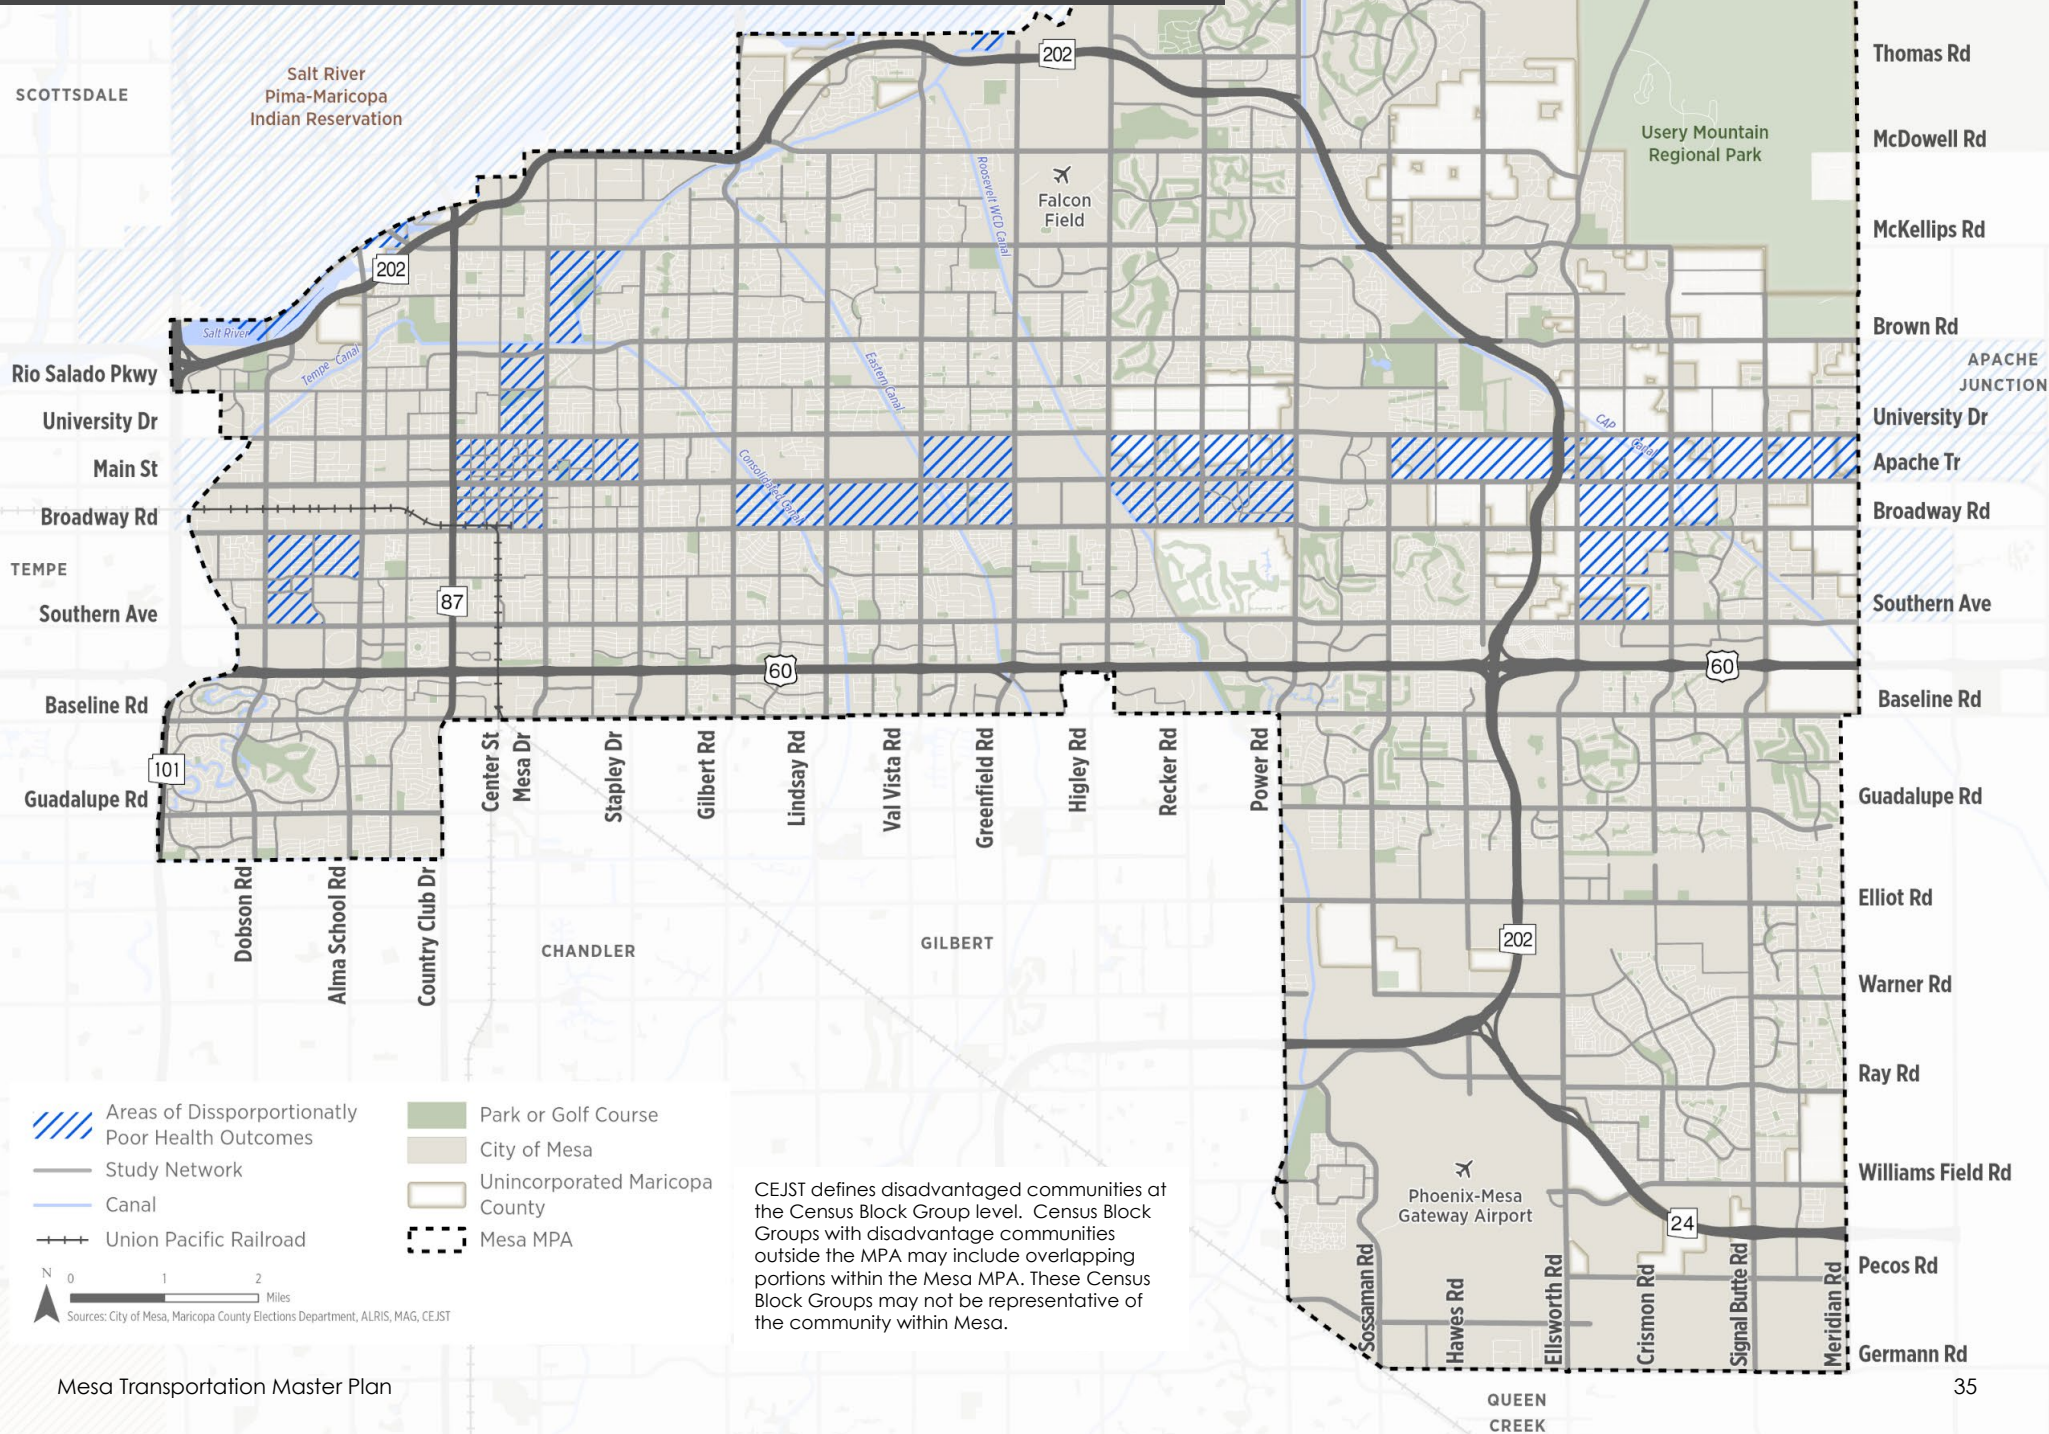 SCOTTSDALE
Salt River
Pima-Maricopa
Indian Reservation
202
Thomas Rd
Usery Mountain
Regional Park
McDowell Rd
Roosevelt WCD Canal
Falcon
Field
McKellips Rd
202
Salt River
Tempe Canal
Brown Rd
Rio Salado Pkwy
Eastern Canal
APACHE
JUNCTION
University Dr
CAP
Canal
University Dr
Main St
Consolidated Canal
Apache Tr
Broadway Rd
Broadway Rd
TEMPE
87
Southern Ave
Southern Ave
60
60
Baseline Rd
Baseline Rd
101
Guadalupe Rd
Center St
Mesa Dr
Stapley Dr
Gilbert Rd
Lindsay Rd
Val Vista Rd
Greenfield Rd
Higley Rd
Recker Rd
Power Rd
Guadalupe Rd
Dobson Rd
Alma School Rd
Country Club Dr
CHANDLER
GILBERT
Elliot Rd
202
Warner Rd
Ray Rd
Phoenix-Mesa
Gateway Airport
Williams Field Rd
24
Pecos Rd
Sossaman Rd
Hawes Rd
Ellsworth Rd
Crismon Rd
Signal Butte Rd
Meridian Rd
Germann Rd
QUEEN
CREEK
Areas of Dissporportionatly
Poor Health Outcomes
Study Network
Canal
Union Pacific Railroad
Park or Golf Course
City of Mesa
Unincorporated Maricopa
County
Mesa MPA
N
0 1 2
Miles
Sources: City of Mesa, Maricopa County Elections Department, ALRIS, MAG, CEJST
CEJST defines disadvantaged communities at
the Census Block Group level. Census Block
Groups with disadvantage communities
outside the MPA may include overlapping
portions within the Mesa MPA. These Census
Block Groups may not be representative of
the community within Mesa.
Mesa Transportation Master Plan
35